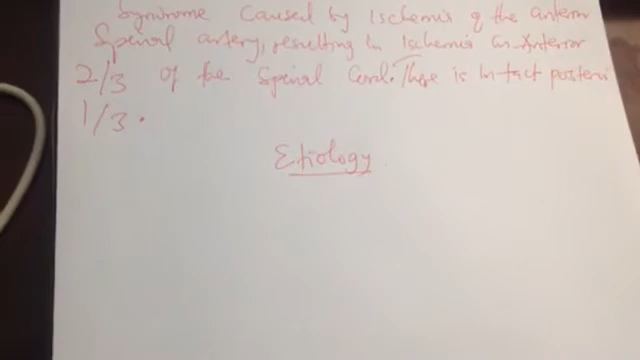 Syndrome Caused by Ischemia of the anterior
Spinal artery, resulting in Ischemia in Anterior
2/3 of the Spinal Cord. There is intact posteri
1/3.
Etiology